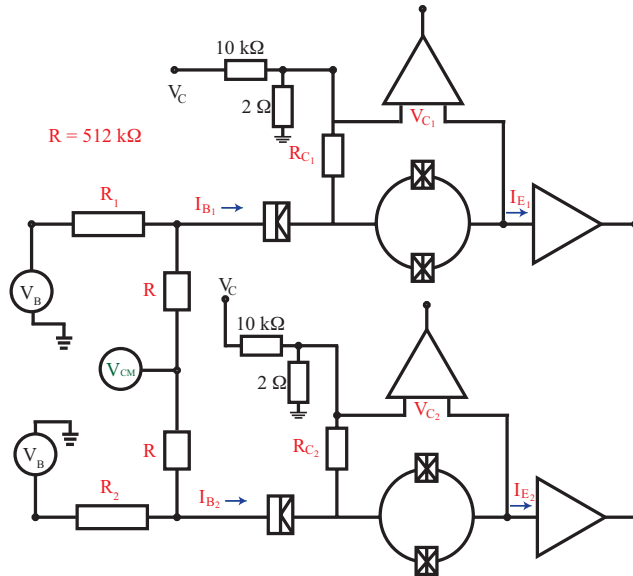 10 kΩ
V_C
2 Ω
V_C1
R = 512 kΩ
R_C1
R_1
I_B1
I_E1
V_B
R
V_C
10 kΩ
V_CM
2 Ω
V_C2
V_B
R
R_C2
R_2
I_B2
I_E2